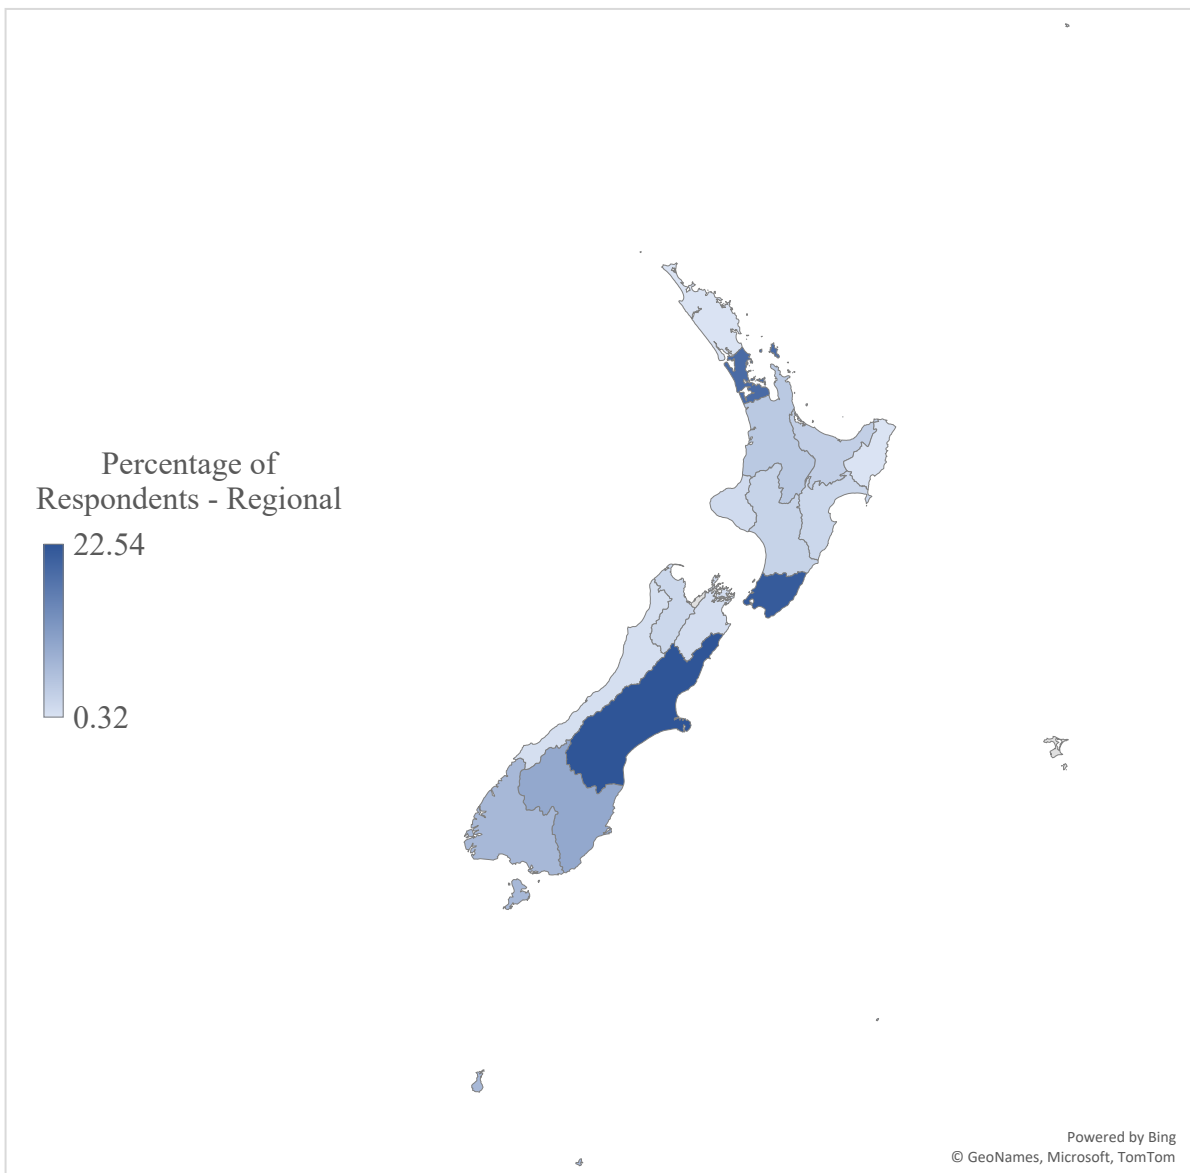 Percentage of
Respondents - Regional
22.54
0.32
Powered by Bing
© GeoNames, Microsoft, TomTom